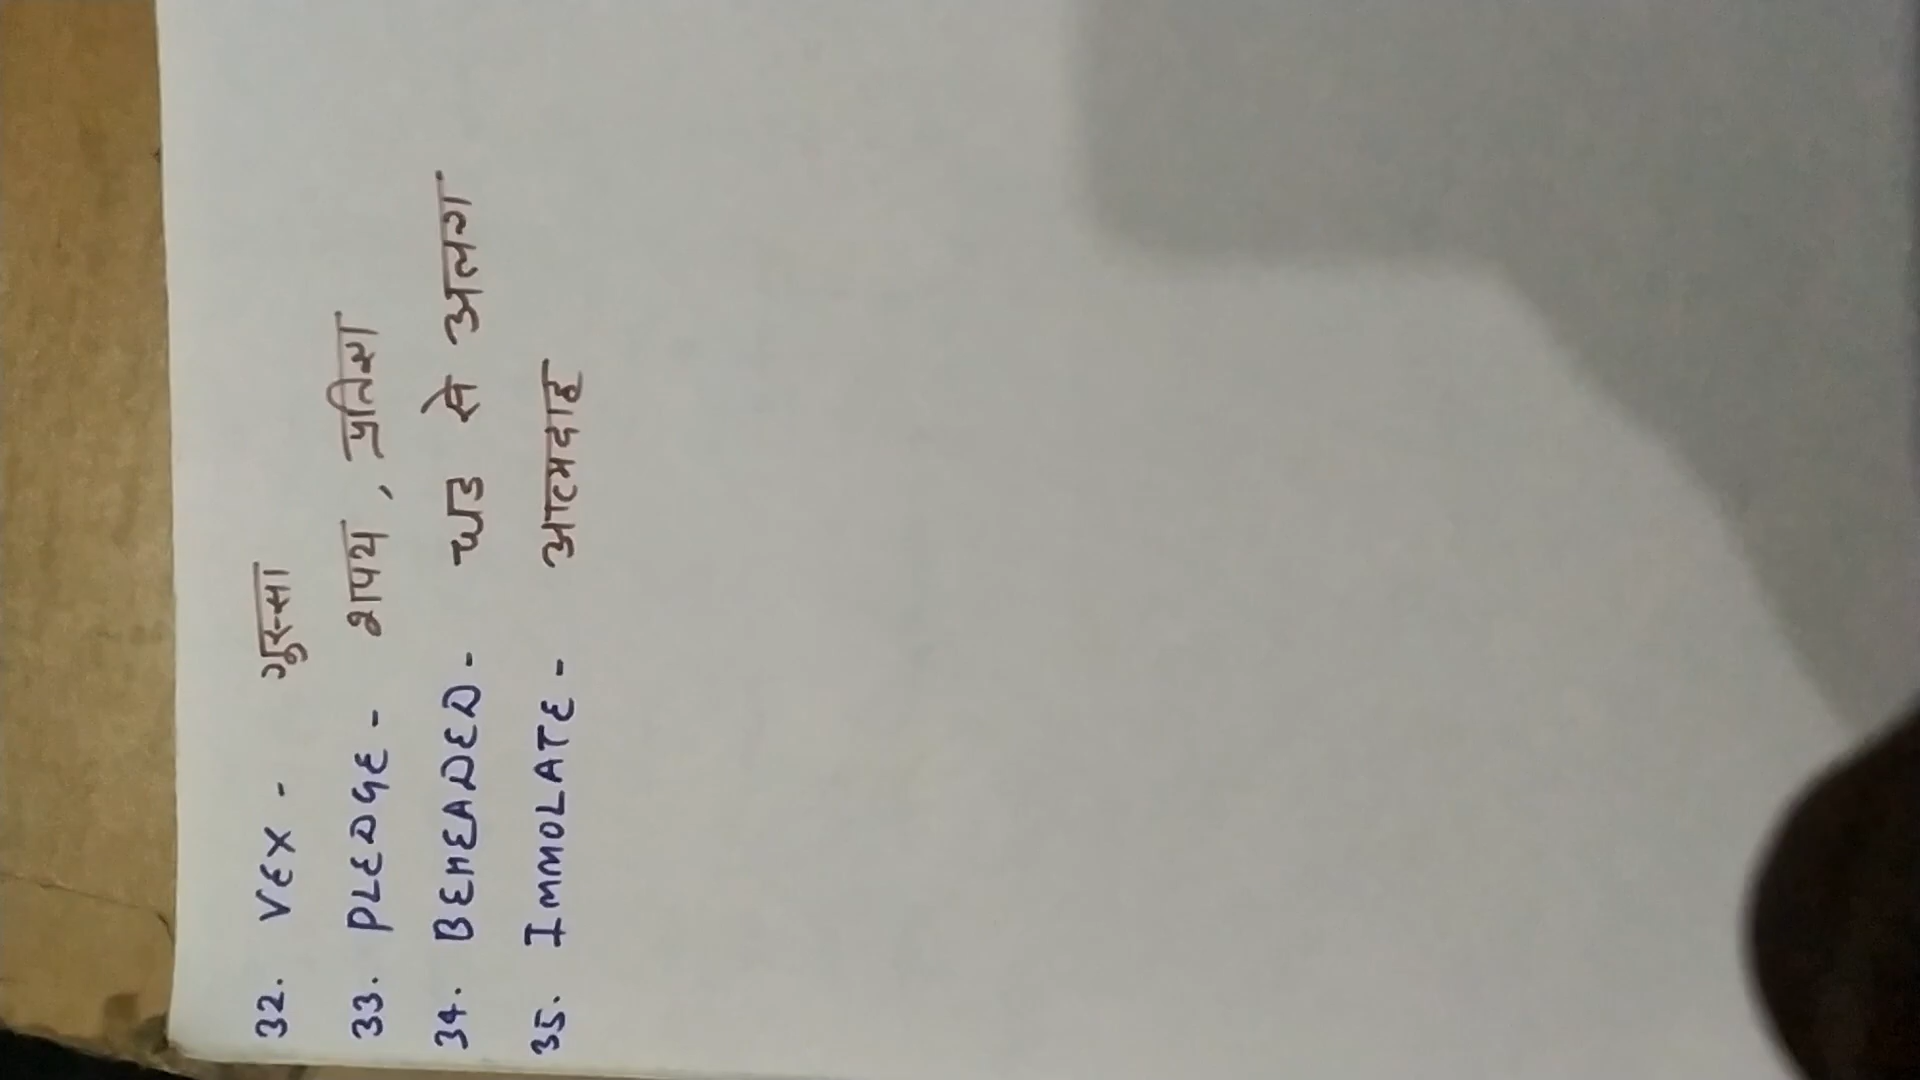 32. VEX - गुस्सा
33. PLEDGE - शपथ, प्रतिज्ञा
34. BEHEADED - धड से अलग
35. IMMOLATE - आत्मदाह